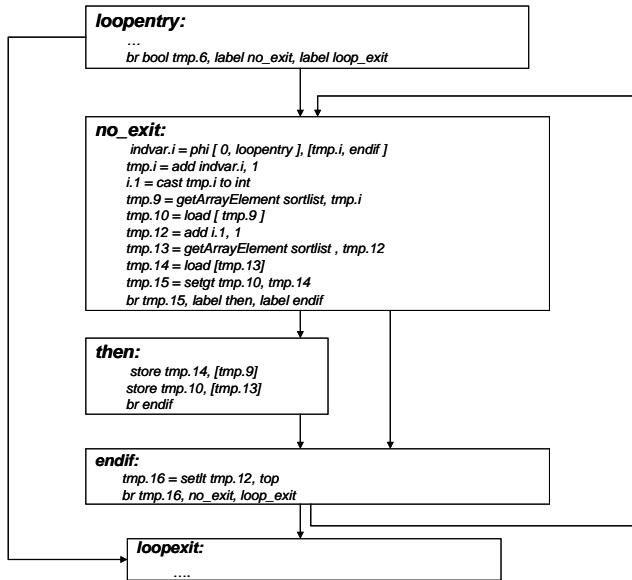 loopentry:
...
br bool tmp.6, label no_exit, label loop_exit
no_exit:
indvar.i = phi [ 0, loopentry ], [tmp.i, endif ]
tmp.i = add indvar.i, 1
i.1 = cast tmp.i to int
tmp.9 = getArrayElement sortlist, tmp.i
tmp.10 = load [ tmp.9 ]
tmp.12 = add i.1, 1
tmp.13 = getArrayElement sortlist , tmp.12
tmp.14 = load [tmp.13]
tmp.15 = setgt tmp.10, tmp.14
br tmp.15, label then, label endif
then:
store tmp.14, [tmp.9]
store tmp.10, [tmp.13]
br endif
endif:
tmp.16 = setlt tmp.12, top
br tmp.16, no_exit, loop_exit
loopexit:
....